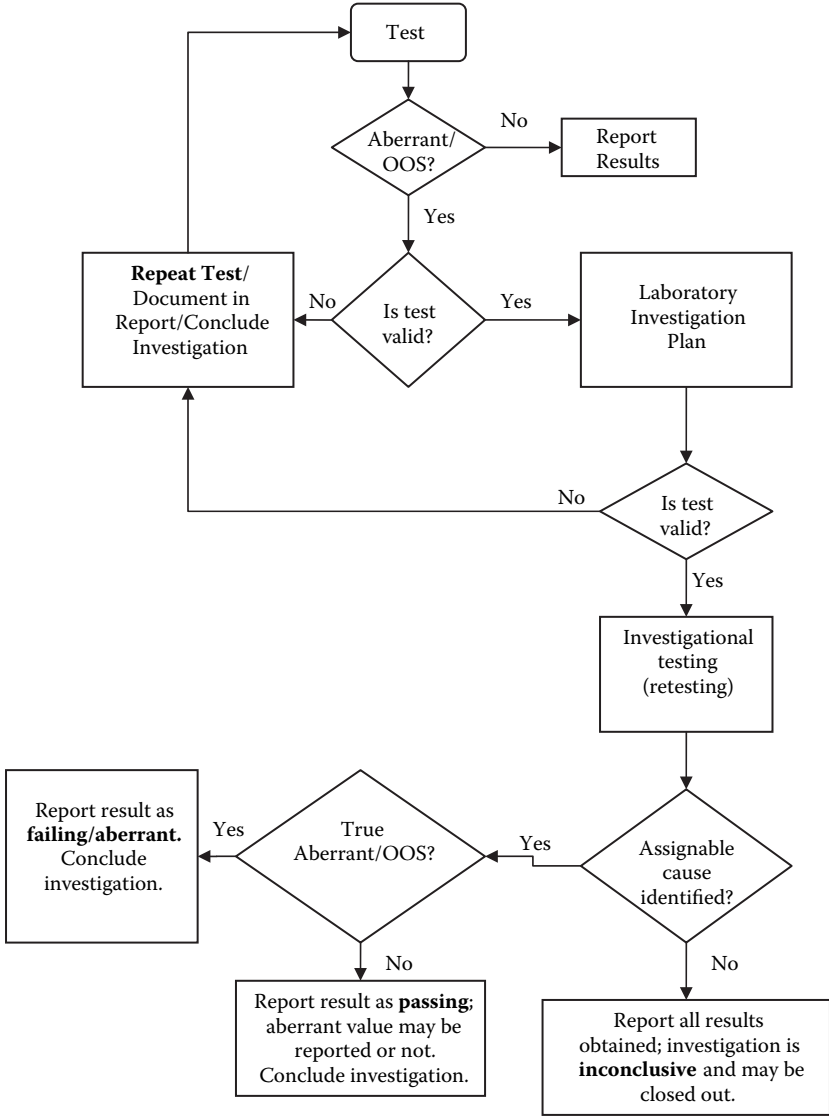 Test
Aberrant/
OOS?
No
Report
Results
Yes
Repeat Test/
Document in
Report/Conclude
Investigation
No
Is test
valid?
Yes
Laboratory
Investigation
Plan
No
Is test
valid?
Yes
Investigational
testing
(retesting)
Report result as
failing/aberrant.
Conclude
investigation.
Yes
True
Aberrant/OOS?
Yes
Assignable
cause
identified?
No
No
Report result as passing;
aberrant value may be
reported or not.
Conclude investigation.
Report all results
obtained; investigation is
inconclusive and may be
closed out.